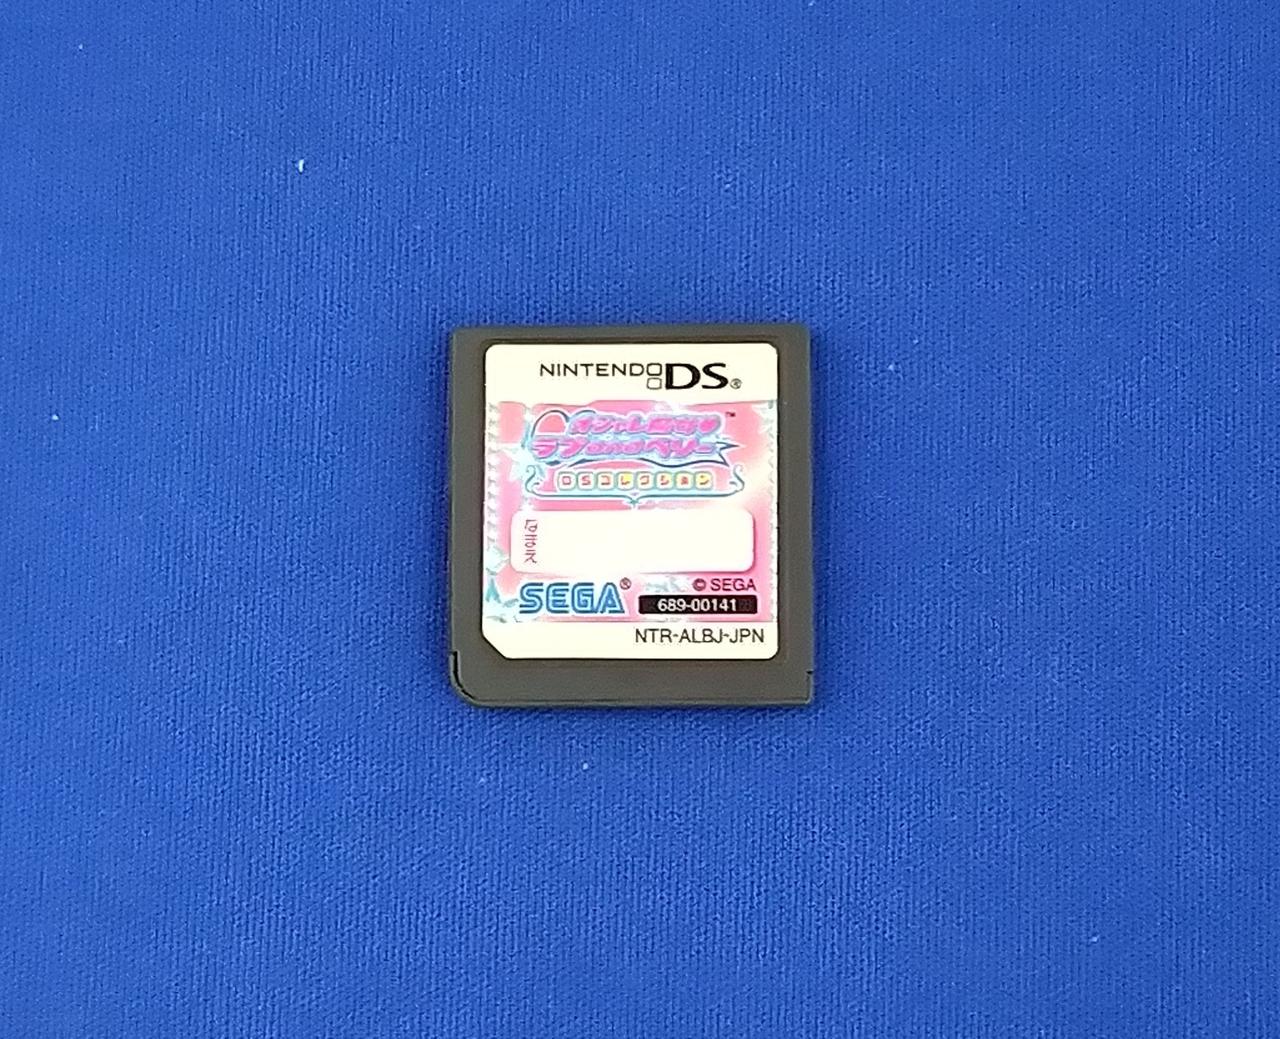 NINTENDO DS®
オシャレ魔女♥ ™
ラブandベリー
DSコレクション
なまえ
SEGA®
© SEGA
689-00141
NTR-ALBJ-JPN